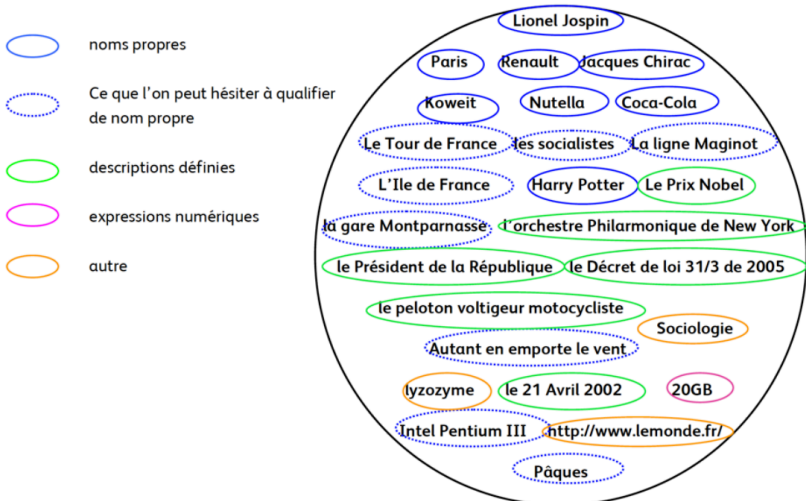 noms propres
Ce que l'on peut hésiter à qualifier
de nom propre
descriptions définies
expressions numériques
autre
Lionel Jospin
Paris Renault Jacques Chirac
Koweit Nutella Coca-Cola
Le Tour de France les socialistes La ligne Maginot
L'Ile de France Harry Potter Le Prix Nobel
la gare Montparnasse l'orchestre Philarmonique de New York
le Président de la République le Décret de loi 31/3 de 2005
le peloton voltigeur motocycliste
Sociologie
Autant en emporte le vent
lyzozyme le 21 Avril 2002 20GB
Intel Pentium III http://www.lemonde.fr/
Pâques